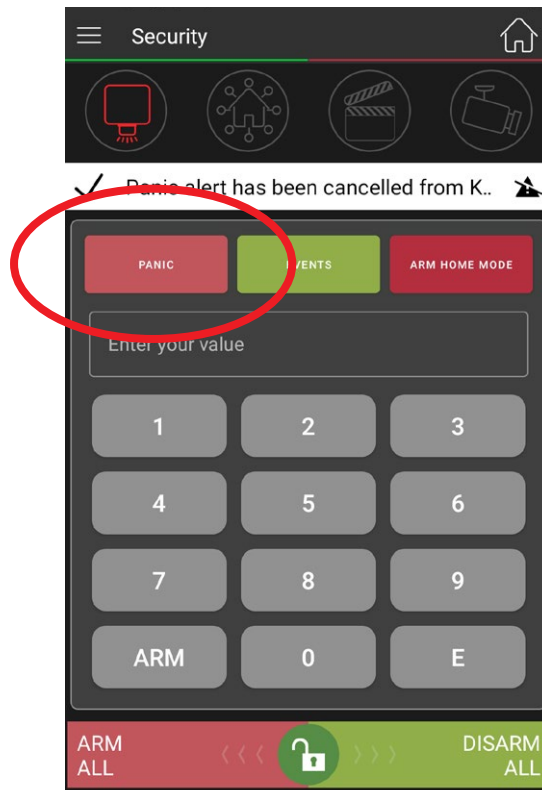 Security
Panic alert has been cancelled from K..
PANIC EVENTS ARM HOME MODE
Enter your value
1 2 3
4 5 6
7 8 9
ARM 0 E
ARM ALL
DISARM ALL